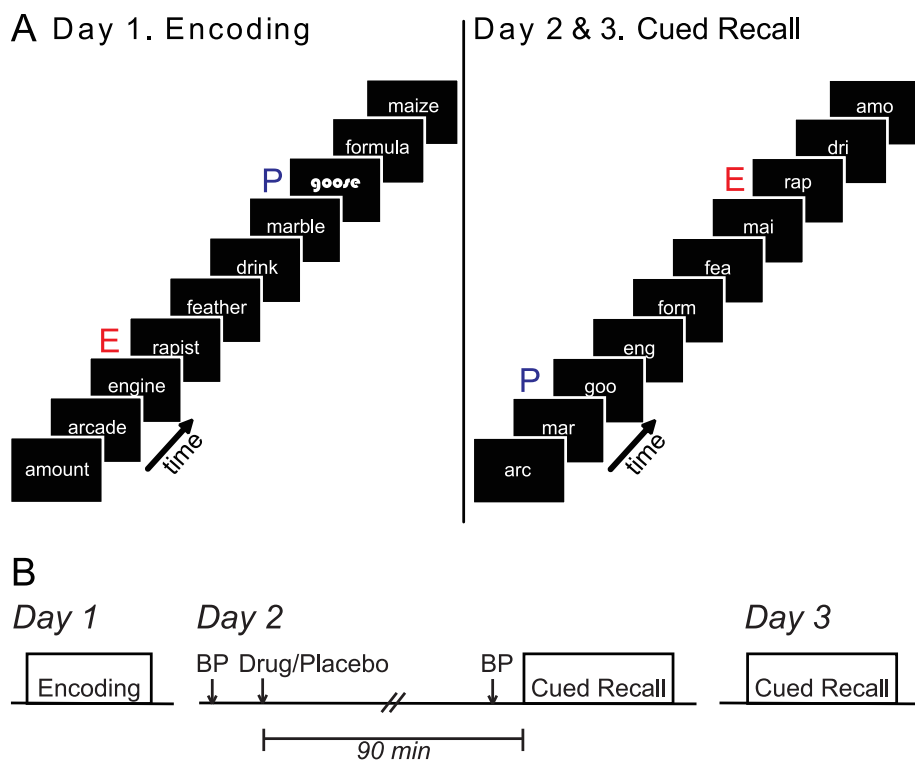 A Day 1. Encoding
Day 2 & 3. Cued Recall
maize
formula
P goose
marble
drink
feather
E rapist
engine
arcade
amount
time
amo
dri
E rap
mai
fea
form
eng
P goo
mar
arc
time
B
Day 1 Day 2 Day 3
BP Drug/Placebo BP
Encoding Cued Recall Cued Recall
90 min